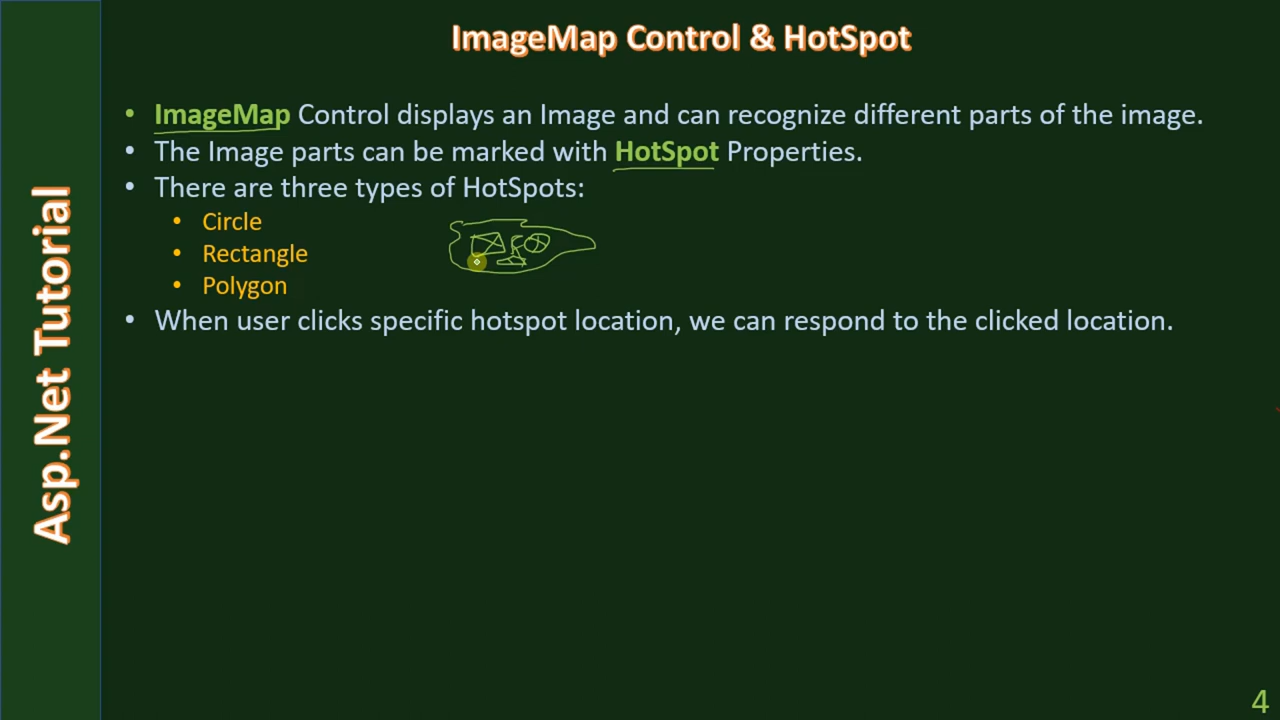 ImageMap Control & HotSpot
• ImageMap Control displays an Image and can recognize different parts of the image.
• The Image parts can be marked with HotSpot Properties.
• There are three types of HotSpots:
• Circle
• Rectangle
• Polygon
• When user clicks specific hotspot location, we can respond to the clicked location.
Asp.Net Tutorial
4